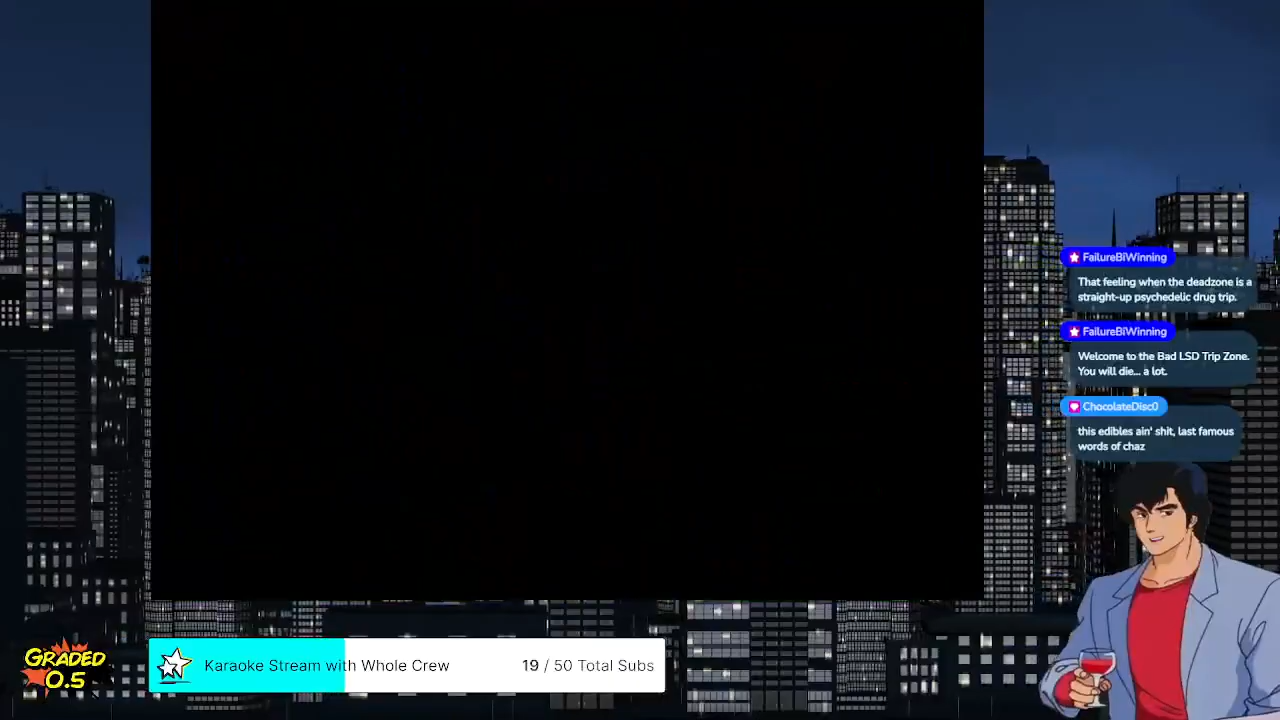 FailureBiWinning
That feeling when the deadzone is a
straight-up psychedelic drug trip.
FailureBiWinning
Welcome to the Bad LSD Trip Zone.
You will die... a lot.
ChocolateDisc0
this edibles ain' shit, last famous
words of chaz
GRADED
0.5
Karaoke Stream with Whole Crew 19 / 50 Total Subs